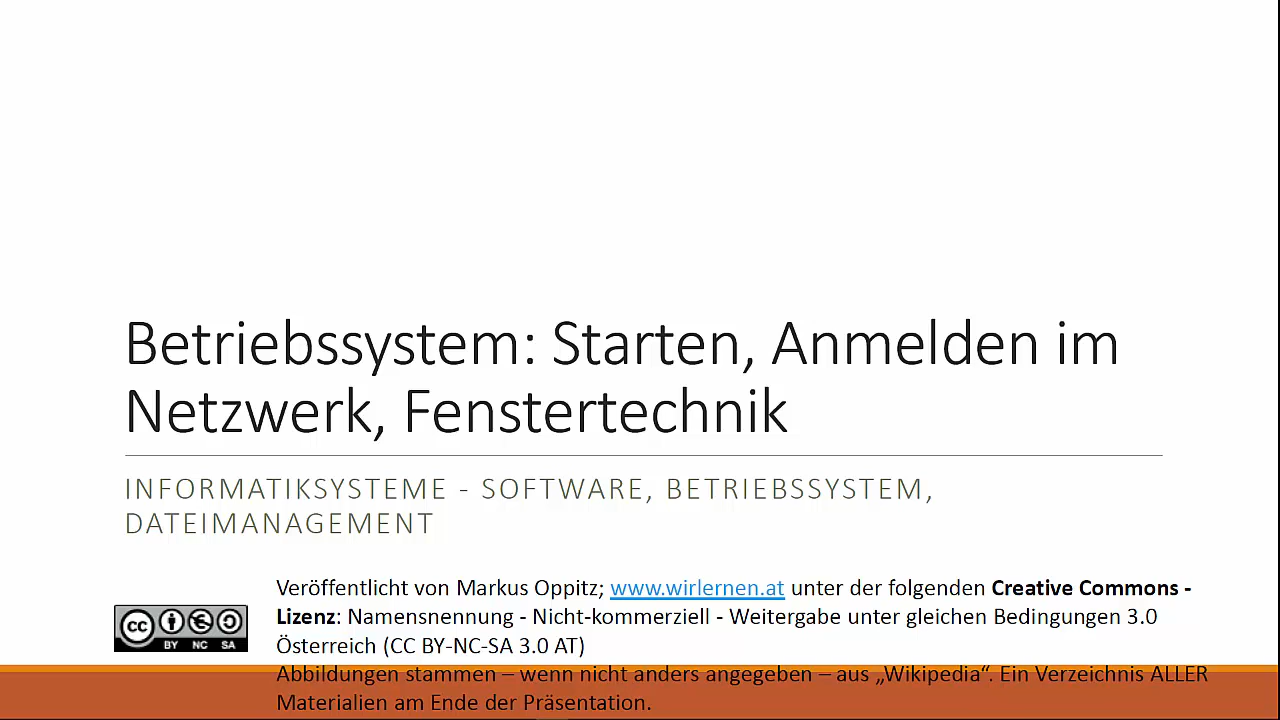 Betriebssystem: Starten, Anmelden im
Netzwerk, Fenstertechnik
INFORMATIKSYSTEME - SOFTWARE, BETRIEBSSYSTEM,
DATEIMANAGEMENT
Veröffentlicht von Markus Oppitz; www.wirlernen.at unter der folgenden Creative Commons -
Lizenz: Namensnennung - Nicht-kommerziell - Weitergabe unter gleichen Bedingungen 3.0
Österreich (CC BY-NC-SA 3.0 AT)
Abbildungen stammen – wenn nicht anders angegeben – aus „Wikipedia“. Ein Verzeichnis ALLER
Materialien am Ende der Präsentation.
cc
BY NC SA